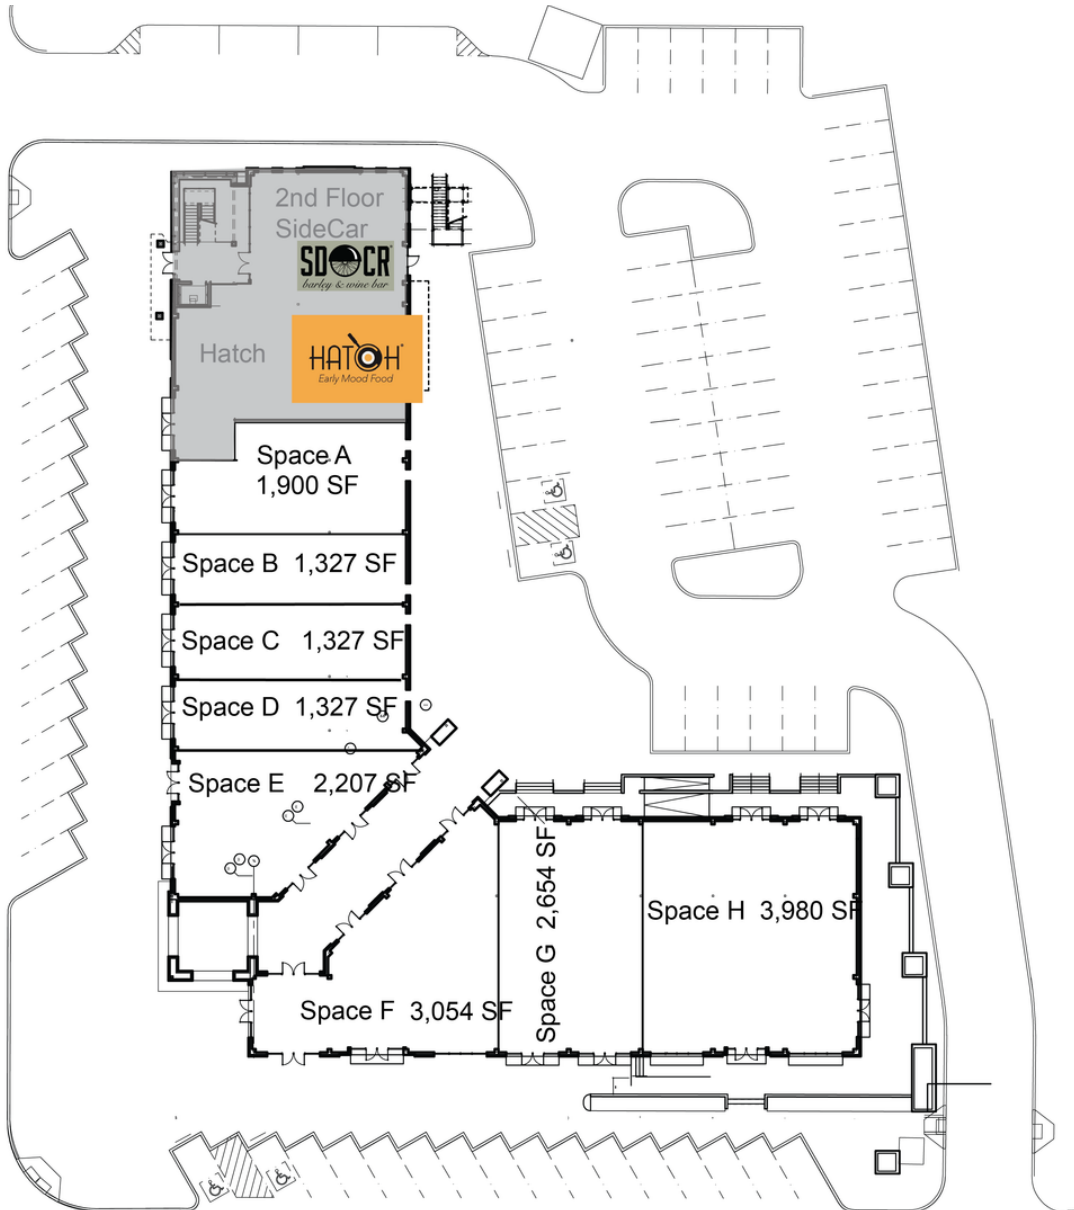 2nd Floor
SideCar
SDCR
barley & wine bar
Hatch
HATCH
Early Mood Food
Space A
1,900 SF
Space B 1,327 SF
Space C 1,327 SF
Space D 1,327 SF
Space E 2,207 SF
Space F 3,054 SF
Space G 2,654 SF
Space H 3,980 SF